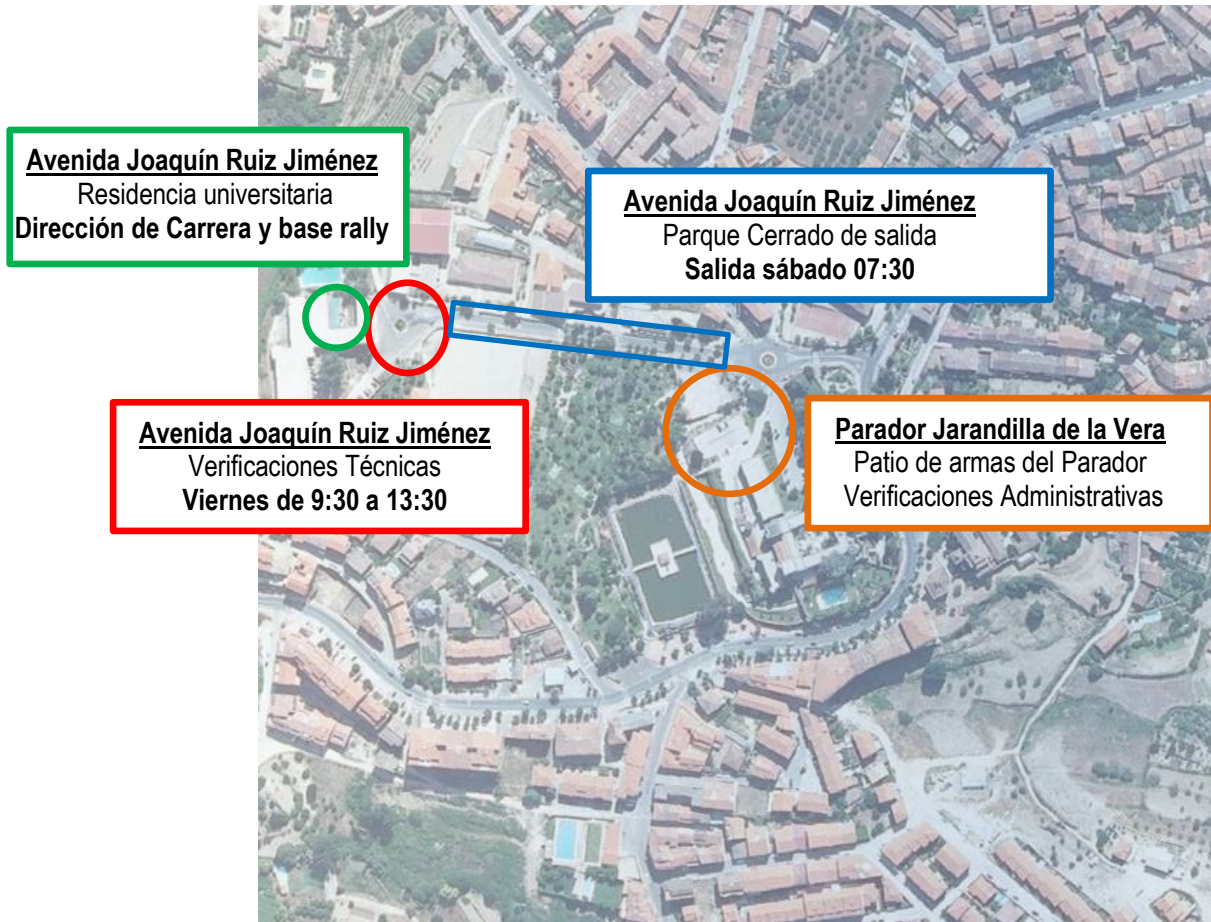 Avenida Joaquín Ruiz Jiménez
Residencia universitaria
Dirección de Carrera y base rally
Avenida Joaquín Ruiz Jiménez
Parque Cerrado de salida
Salida sábado 07:30
Avenida Joaquín Ruiz Jiménez
Verificaciones Técnicas
Viernes de 9:30 a 13:30
Parador Jarandilla de la Vera
Patio de armas del Parador
Verificaciones Administrativas